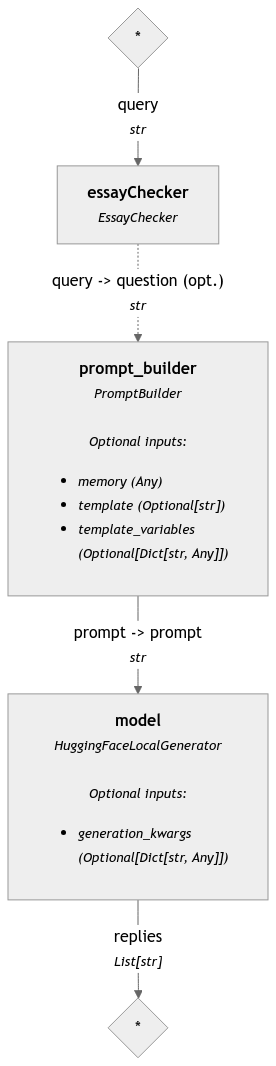 *
query
str
essayChecker
EssayChecker
query -> question (opt.)
str
prompt_builder
PromptBuilder
Optional inputs:
• memory (Any)
• template (Optional[str])
• template_variables
(Optional[Dict[str, Any]])
prompt -> prompt
str
model
HuggingFaceLocalGenerator
Optional inputs:
• generation_kwargs
(Optional[Dict[str, Any]])
replies
List[str]
*